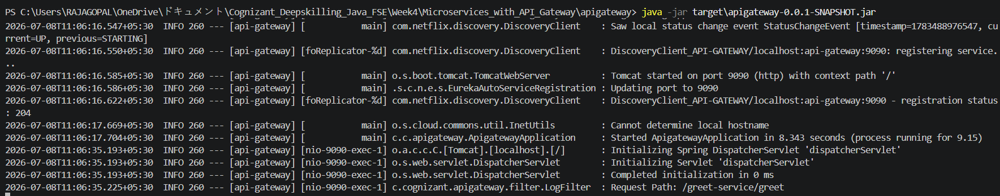 PS C:\Users\RAJAGOPAL\OneDrive\ドキュメント\Cognizant_Deepskilling_Java_FSE\Week4\Microservices_with_API_Gateway\apigateway> java -jar target\apigateway-0.0.1-SNAPSHOT.jar
2026-07-08T11:06:16.547+05:30  INFO 260 --- [api-gateway] [           main] com.netflix.discovery.DiscoveryClient    : Saw local status change event StatusChangeEvent [timestamp=1783488976547, cu
rrent=UP, previous=STARTING]
2026-07-08T11:06:16.550+05:30  INFO 260 --- [api-gateway] [foReplicator-%d] com.netflix.discovery.DiscoveryClient    : DiscoveryClient_API-GATEWAY/localhost:api-gateway:9090: registering service.
..
2026-07-08T11:06:16.585+05:30  INFO 260 --- [api-gateway] [           main] o.s.boot.tomcat.TomcatWebServer          : Tomcat started on port 9090 (http) with context path '/'
2026-07-08T11:06:16.586+05:30  INFO 260 --- [api-gateway] [           main] .s.c.n.e.s.EurekaAutoServiceRegistration : Updating port to 9090
2026-07-08T11:06:16.622+05:30  INFO 260 --- [api-gateway] [foReplicator-%d] com.netflix.discovery.DiscoveryClient    : DiscoveryClient_API-GATEWAY/localhost:api-gateway:9090 - registration status
: 204
2026-07-08T11:06:17.669+05:30  INFO 260 --- [api-gateway] [           main] o.s.cloud.commons.util.InetUtils         : Cannot determine local hostname
2026-07-08T11:06:17.704+05:30  INFO 260 --- [api-gateway] [           main] c.c.apigateway.ApigatewayApplication     : Started ApigatewayApplication in 8.343 seconds (process running for 9.15)
2026-07-08T11:06:35.193+05:30  INFO 260 --- [api-gateway] [nio-9090-exec-1] o.a.c.c.C.[Tomcat].[localhost].[/]       : Initializing Spring DispatcherServlet 'dispatcherServlet'
2026-07-08T11:06:35.193+05:30  INFO 260 --- [api-gateway] [nio-9090-exec-1] o.s.web.servlet.DispatcherServlet        : Initializing Servlet 'dispatcherServlet'
2026-07-08T11:06:35.193+05:30  INFO 260 --- [api-gateway] [nio-9090-exec-1] o.s.web.servlet.DispatcherServlet        : Completed initialization in 0 ms
2026-07-08T11:06:35.225+05:30  INFO 260 --- [api-gateway] [nio-9090-exec-1] c.cognizant.apigateway.filter.LogFilter  : Request Path: /greet-service/greet